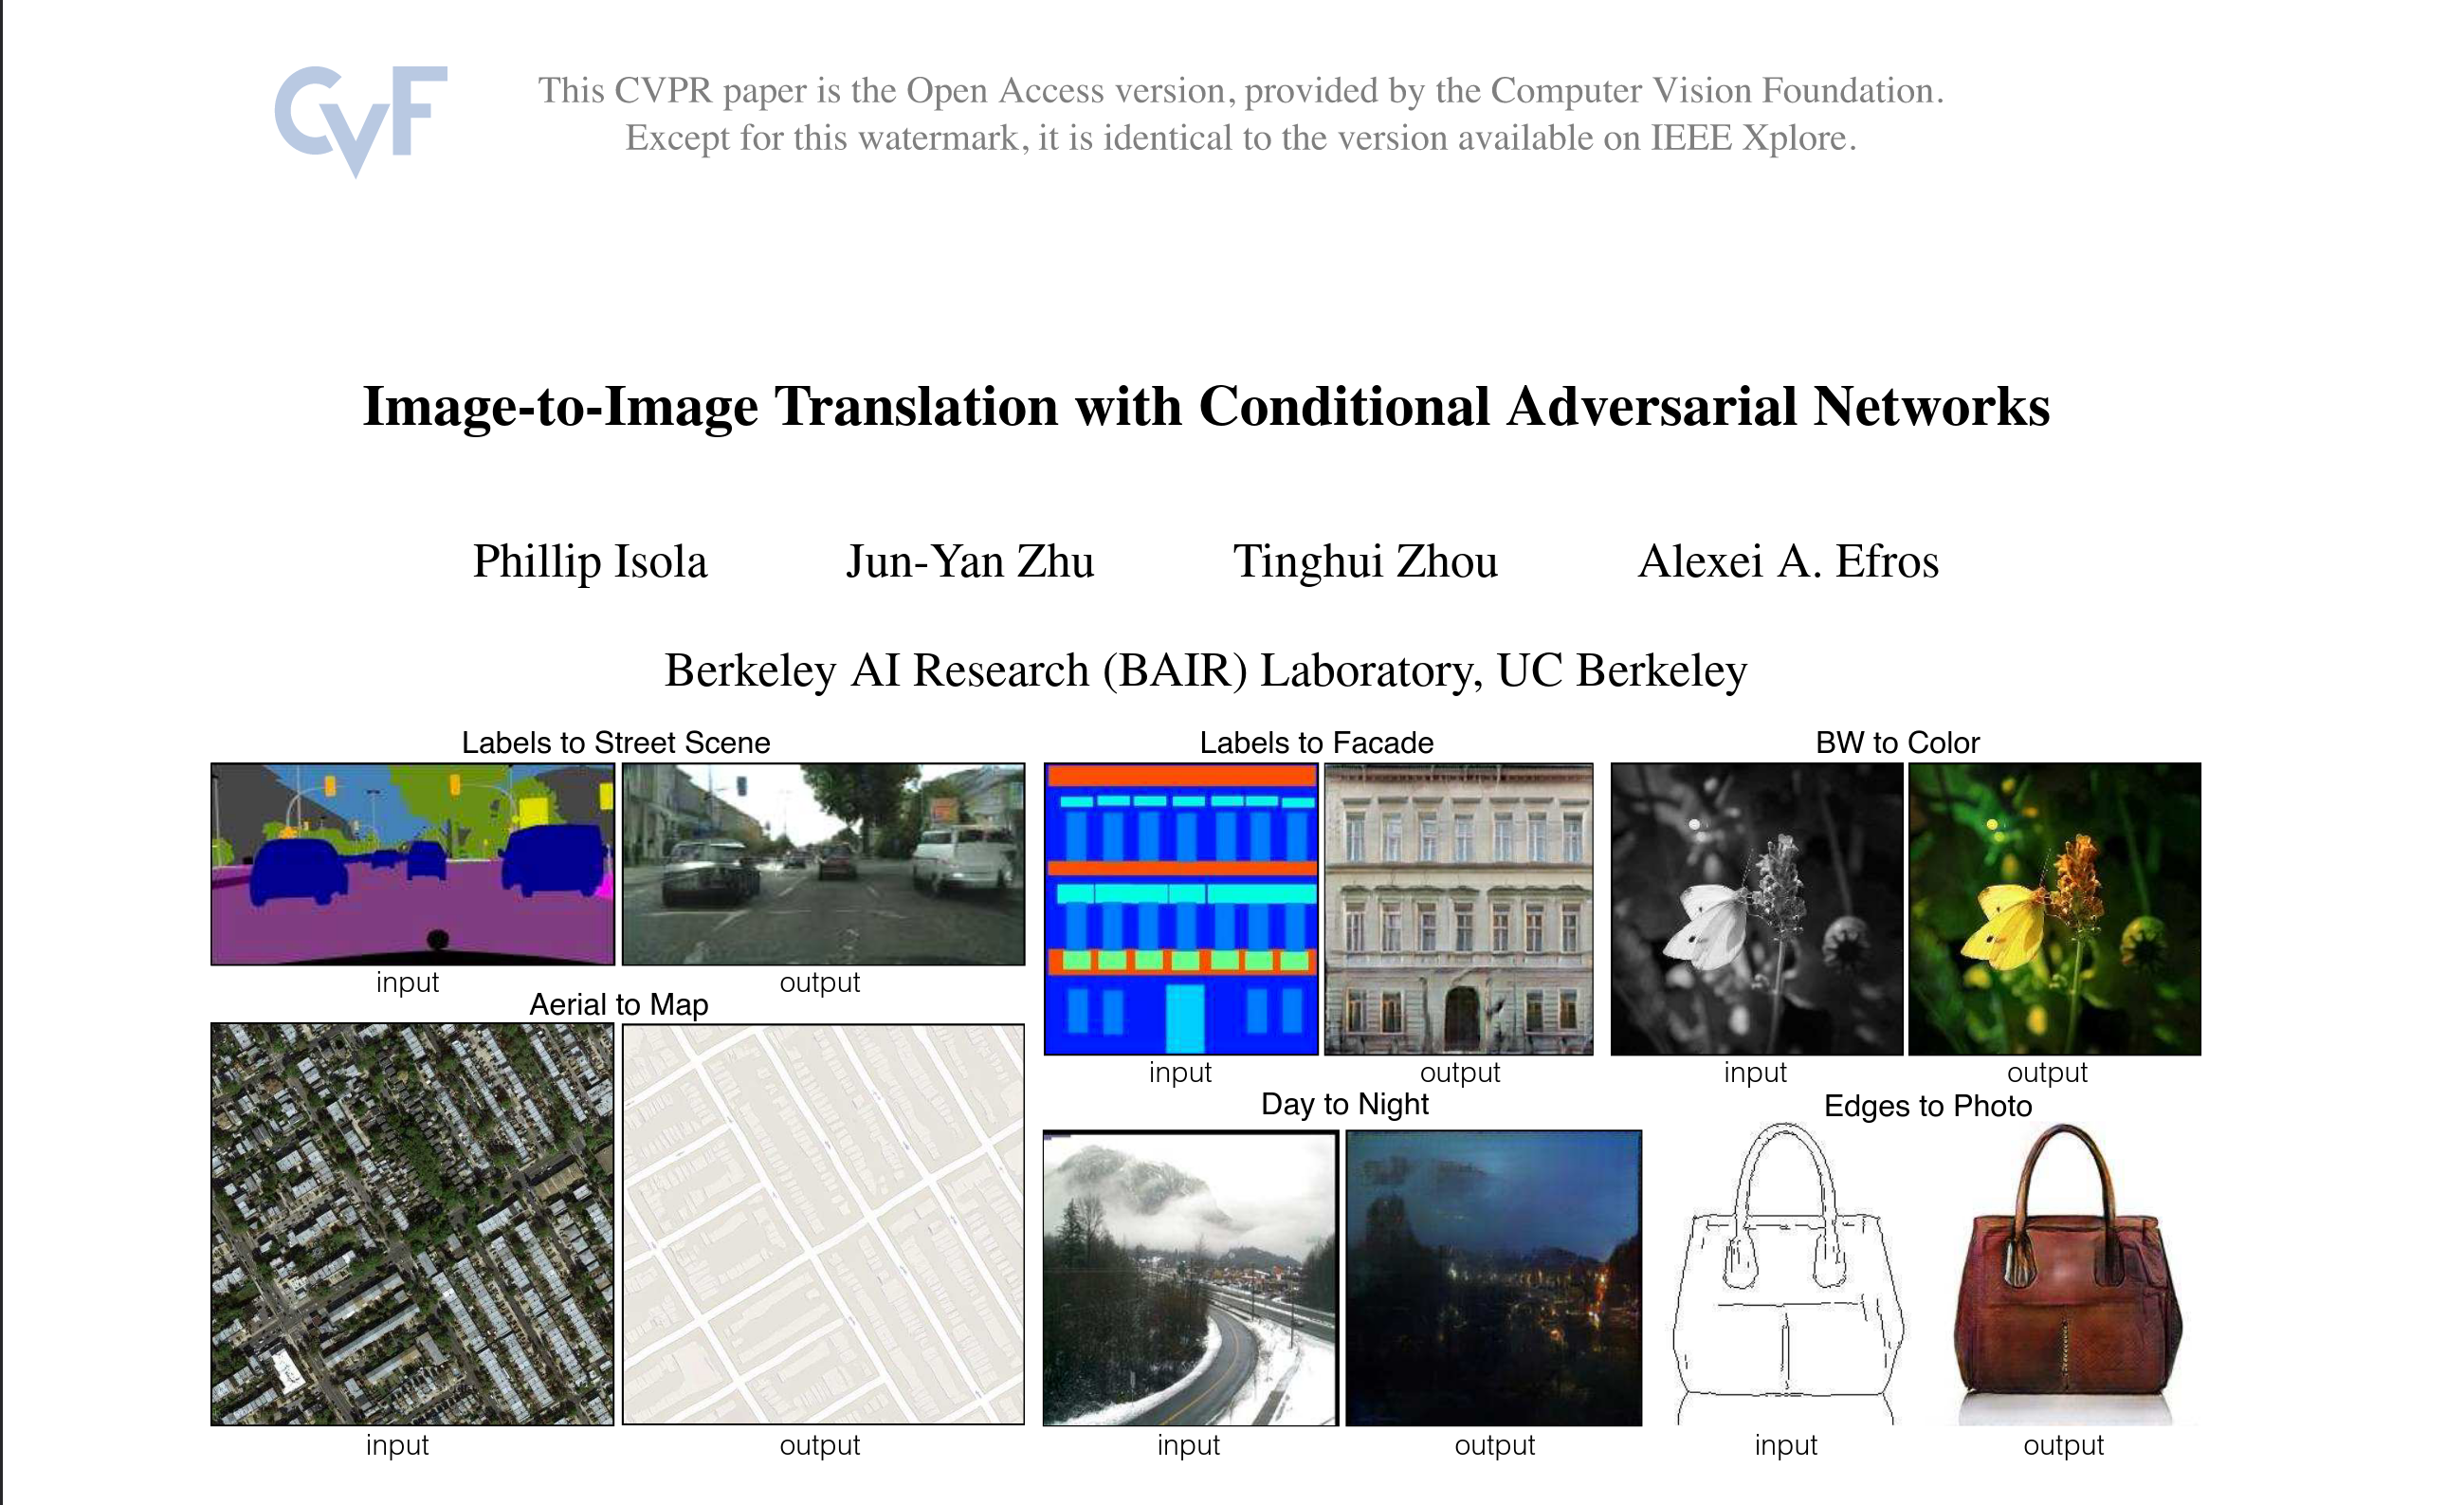 CVF
This CVPR paper is the Open Access version, provided by the Computer Vision Foundation.
Except for this watermark, it is identical to the version available on IEEE Xplore.
Image-to-Image Translation with Conditional Adversarial Networks
Phillip Isola Jun-Yan Zhu Tinghui Zhou Alexei A. Efros
Berkeley AI Research (BAIR) Laboratory, UC Berkeley
Labels to Street Scene
input output
Aerial to Map
input output
Labels to Facade
input output
BW to Color
input output
Day to Night
input output
Edges to Photo
input output